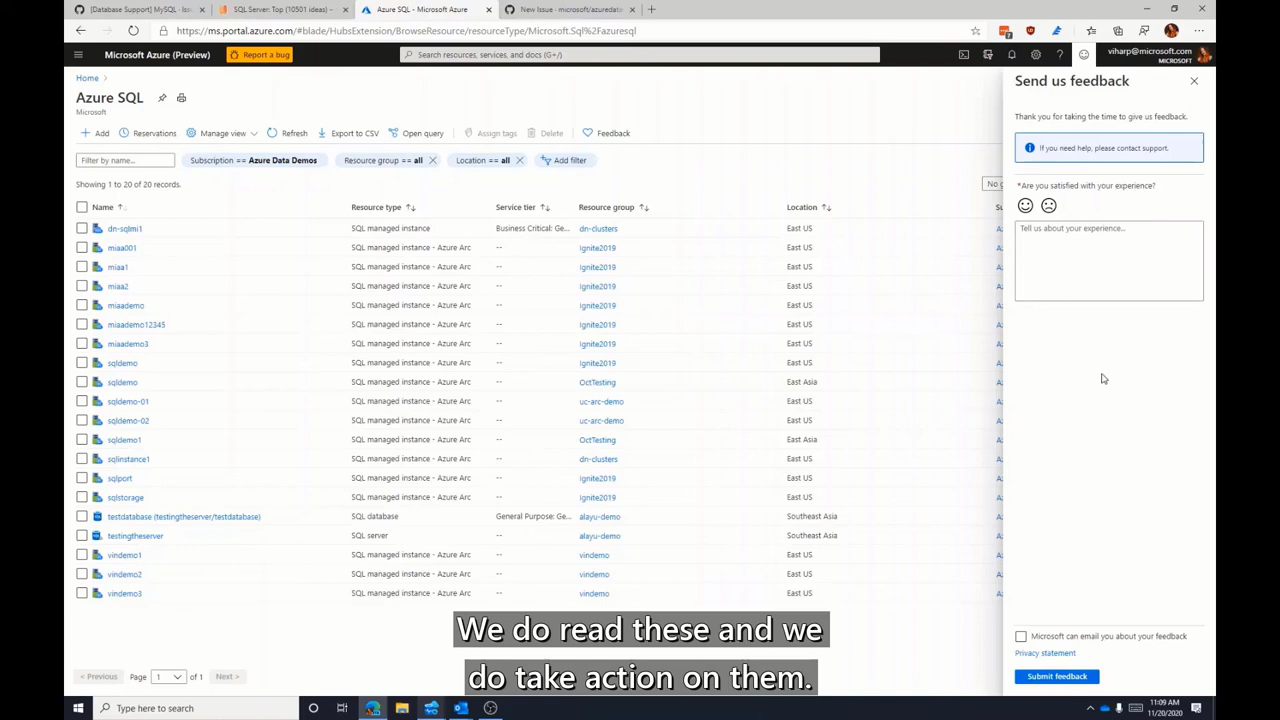 [Database Support] MySQL - Issue
SQL Server: Top (10501 ideas) –
Azure SQL - Microsoft Azure
New Issue · microsoft/azuredat
https://ms.portal.azure.com/#blade/HubsExtension/BrowseResource/resourceType/Microsoft.Sql%2Fazuresql
Microsoft Azure (Preview)
Report a bug
Search resources, services, and docs (G+/)
viharp@microsoft.com
MICROSOFT
Home
Azure SQL
Microsoft
Add Reservations Manage view Refresh Export to CSV Open query Assign tags Delete Feedback
Filter by name... Subscription == Azure Data Demos Resource group == all Location == all Add filter
Showing 1 to 20 of 20 records. No
Name Resource type Service tier Resource group Location
dn-sqlmi1 SQL managed instance Business Critical: Ge... dn-clusters East US
miaa001 SQL managed instance - Azure Arc -- Ignite2019 East US
miaa1 SQL managed instance - Azure Arc -- Ignite2019 East US
miaa2 SQL managed instance - Azure Arc -- Ignite2019 East US
miaademo SQL managed instance - Azure Arc -- Ignite2019 East US
miaademo12345 SQL managed instance - Azure Arc -- Ignite2019 East US
miaademo3 SQL managed instance - Azure Arc -- Ignite2019 East US
sqldemo SQL managed instance - Azure Arc -- Ignite2019 East US
sqldemo SQL managed instance - Azure Arc -- OctTesting East Asia
sqldemo-01 SQL managed instance - Azure Arc -- uc-arc-demo East US
sqldemo-02 SQL managed instance - Azure Arc -- uc-arc-demo East US
sqldemo1 SQL managed instance - Azure Arc -- OctTesting East Asia
sqlinstance1 SQL managed instance - Azure Arc -- dn-clusters East US
sqlport SQL managed instance - Azure Arc -- Ignite2019 East US
sqlstorage SQL managed instance - Azure Arc -- Ignite2019 East US
testdatabase (testingtheserver/testdatabase) SQL database General Purpose: Ge... alayu-demo Southeast Asia
testingtheserver SQL server -- alayu-demo Southeast Asia
vindemo1 SQL managed instance - Azure Arc -- vindemo East US
vindemo2 SQL managed instance - Azure Arc -- vindemo East US
vindemo3 SQL managed instance - Azure Arc -- vindemo East US
< Previous Page 1 of 1 Next >
Send us feedback
Thank you for taking the time to give us feedback.
If you need help, please contact support.
*Are you satisfied with your experience?
Tell us about your experience...
Microsoft can email you about your feedback
Privacy statement
Submit feedback
We do read these and we
do take action on them.
Type here to search
11:09 AM
11/20/2020